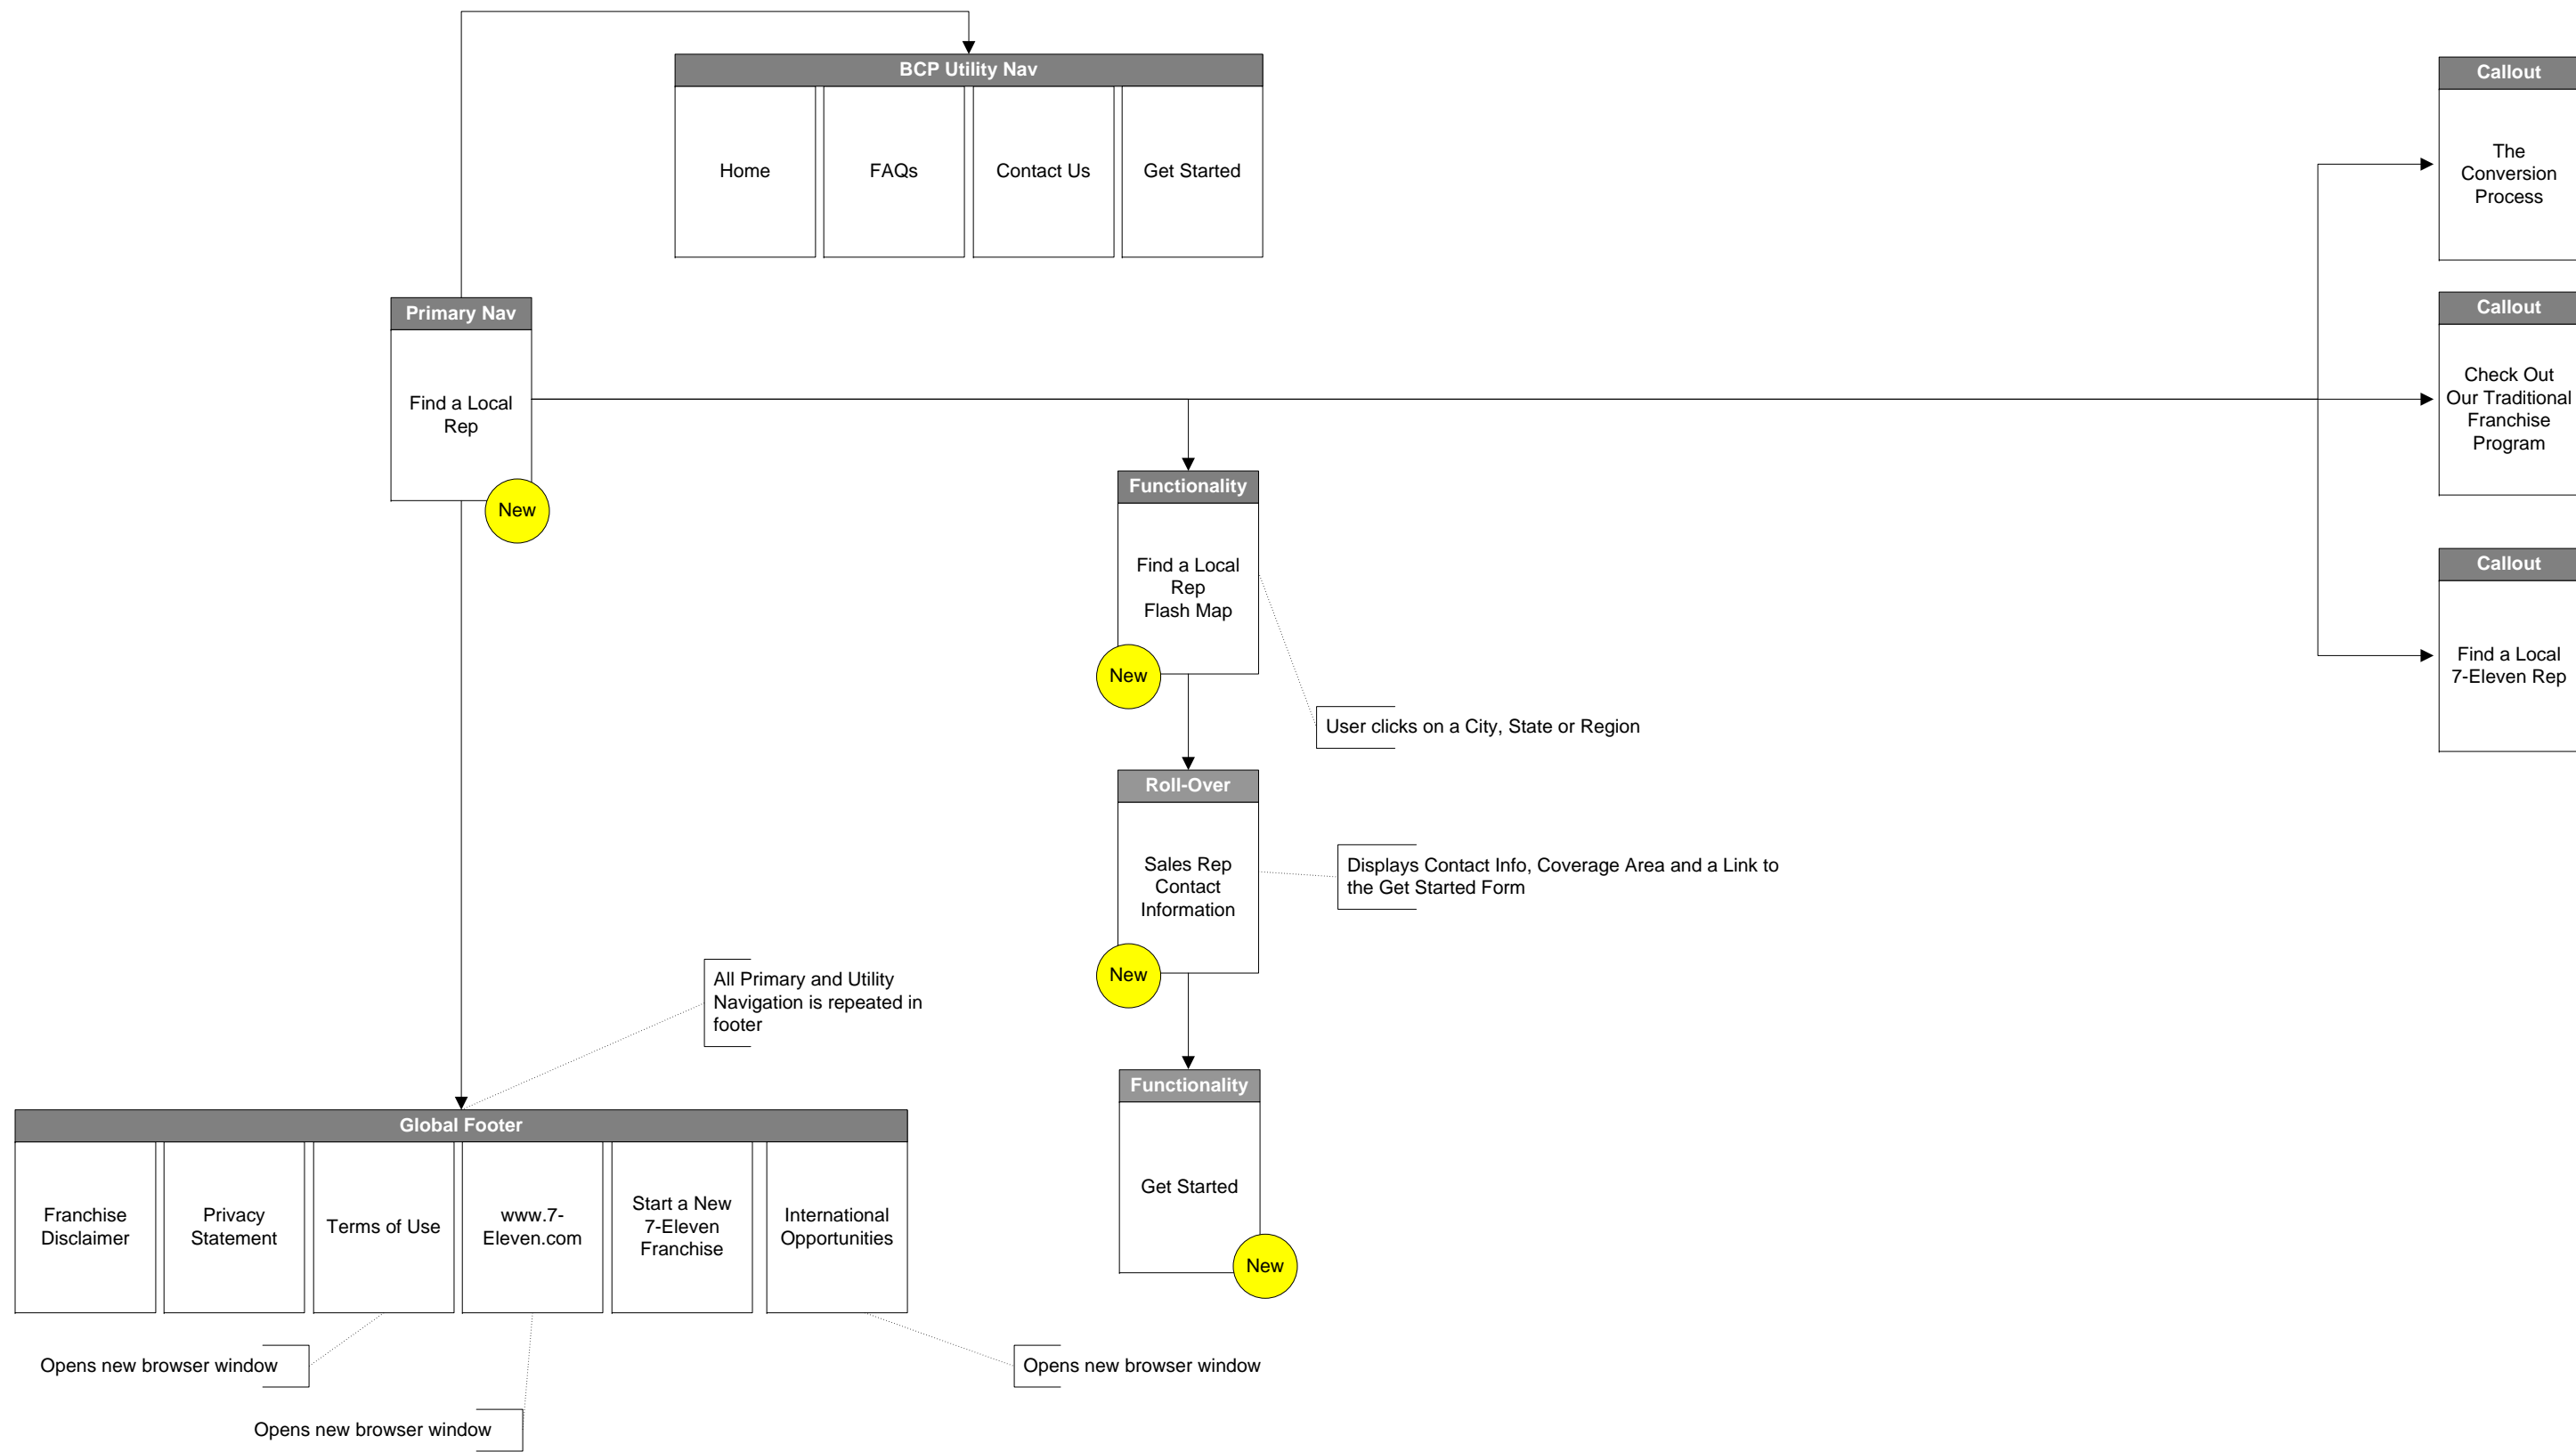 BCP Utility Nav
Home
FAQs
Contact Us
Get Started
Callout
The
Conversion
Process
Primary Nav
Find a Local
Rep
New
Callout
Check Out
Our Traditional
Franchise
Program
Functionality
Find a Local
Rep
Flash Map
New
User clicks on a City, State or Region
Callout
Find a Local
7-Eleven Rep
Roll-Over
Sales Rep
Contact
Information
New
Displays Contact Info, Coverage Area and a Link to
the Get Started Form
All Primary and Utility
Navigation is repeated in
footer
Functionality
Get Started
New
Global Footer
Franchise
Disclaimer
Privacy
Statement
Terms of Use
www.7-
Eleven.com
Start a New
7-Eleven
Franchise
International
Opportunities
Opens new browser window
Opens new browser window
Opens new browser window